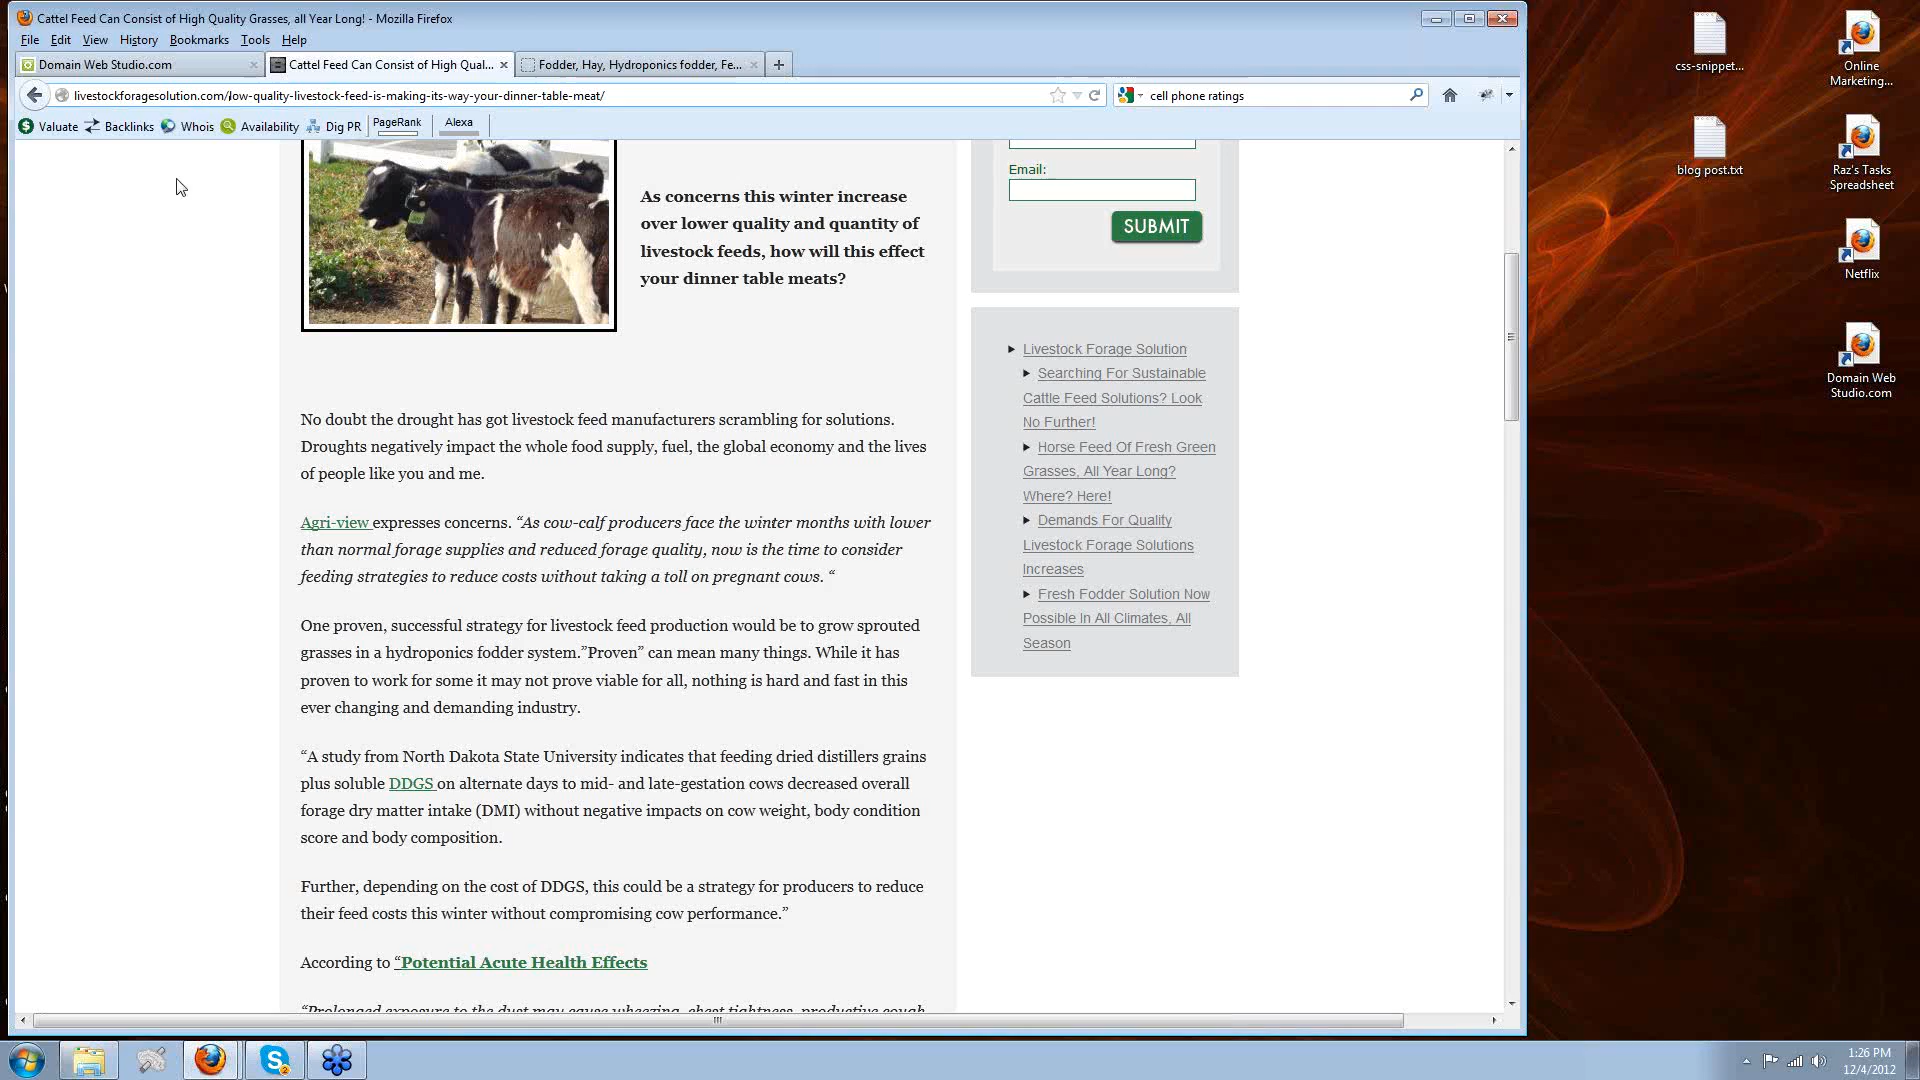 Cattel Feed Can Consist of High Quality Grasses, all Year Long! - Mozilla Firefox
File Edit View History Bookmarks Tools Help
Domain Web Studio.com
Cattel Feed Can Consist of High Qual...
Fodder, Hay, Hydroponics fodder, Fe...
livestockforagesolution.com/low-quality-livestock-feed-is-making-its-way-your-dinner-table-meat/
cell phone ratings
Valuate Backlinks Whois Availability Dig PR PageRank Alexa
As concerns this winter increase
over lower quality and quantity of
livestock feeds, how will this effect
your dinner table meats?
No doubt the drought has got livestock feed manufacturers scrambling for solutions.
Droughts negatively impact the whole food supply, fuel, the global economy and the lives
of people like you and me.
Agri-view expresses concerns. “As cow-calf producers face the winter months with lower
than normal forage supplies and reduced forage quality, now is the time to consider
feeding strategies to reduce costs without taking a toll on pregnant cows. “
One proven, successful strategy for livestock feed production would be to grow sprouted
grasses in a hydroponics fodder system.”Proven” can mean many things. While it has
proven to work for some it may not prove viable for all, nothing is hard and fast in this
ever changing and demanding industry.
“A study from North Dakota State University indicates that feeding dried distillers grains
plus soluble DDGS on alternate days to mid- and late-gestation cows decreased overall
forage dry matter intake (DMI) without negative impacts on cow weight, body condition
score and body composition.
Further, depending on the cost of DDGS, this could be a strategy for producers to reduce
their feed costs this winter without compromising cow performance.”
According to “Potential Acute Health Effects
“Prolonged exposure to the dust may cause wheezing, chest tightness, productive cough
Email:
SUBMIT
Livestock Forage Solution
Searching For Sustainable
Cattle Feed Solutions? Look
No Further!
Horse Feed Of Fresh Green
Grasses, All Year Long?
Where? Here!
Demands For Quality
Livestock Forage Solutions
Increases
Fresh Fodder Solution Now
Possible In All Climates, All
Season
css-snippet...
Online
Marketing...
blog post.txt
Raz's Tasks
Spreadsheet
Netflix
Domain Web
Studio.com
1:26 PM
12/4/2012